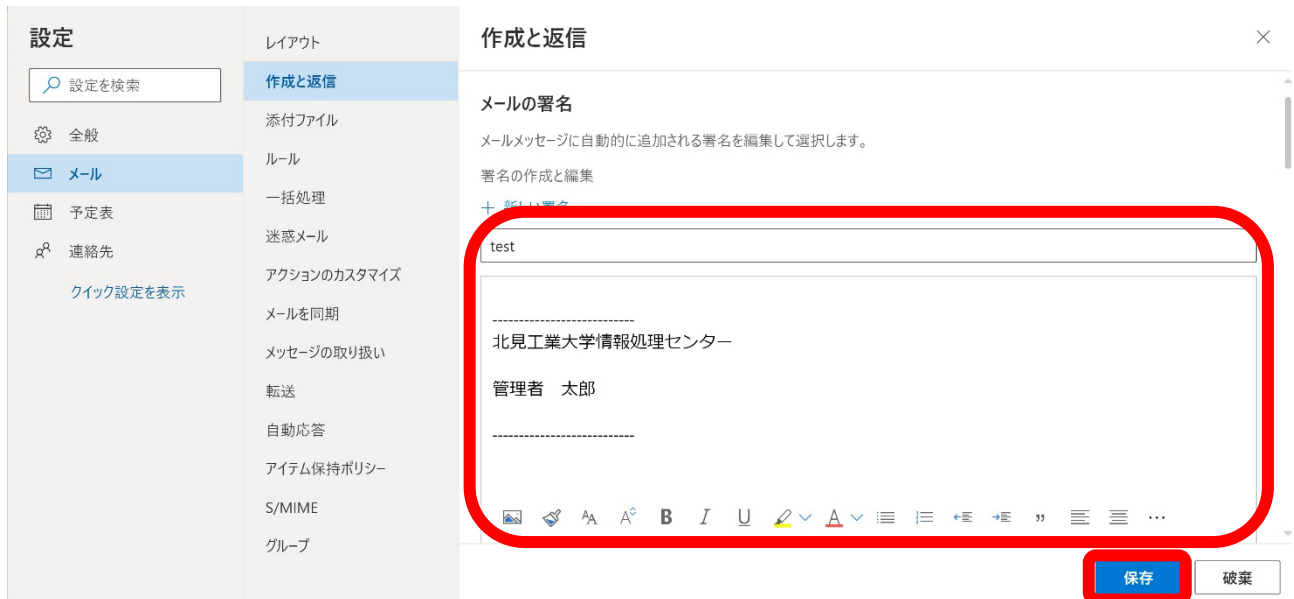 設定
設定を検索
全般
メール
予定表
連絡先
クイック設定を表示
レイアウト
作成と返信
添付ファイル
ルール
一括処理
迷惑メール
アクションのカスタマイズ
メールを同期
メッセージの取り扱い
転送
自動応答
アイテム保持ポリシー
S/MIME
グループ
作成と返信
メールの署名
メールメッセージに自動的に追加される署名を編集して選択します。
署名の作成と編集
+ 新しい署名
test
---------------------------
北見工業大学情報処理センター
管理者　太郎
---------------------------
保存
破棄